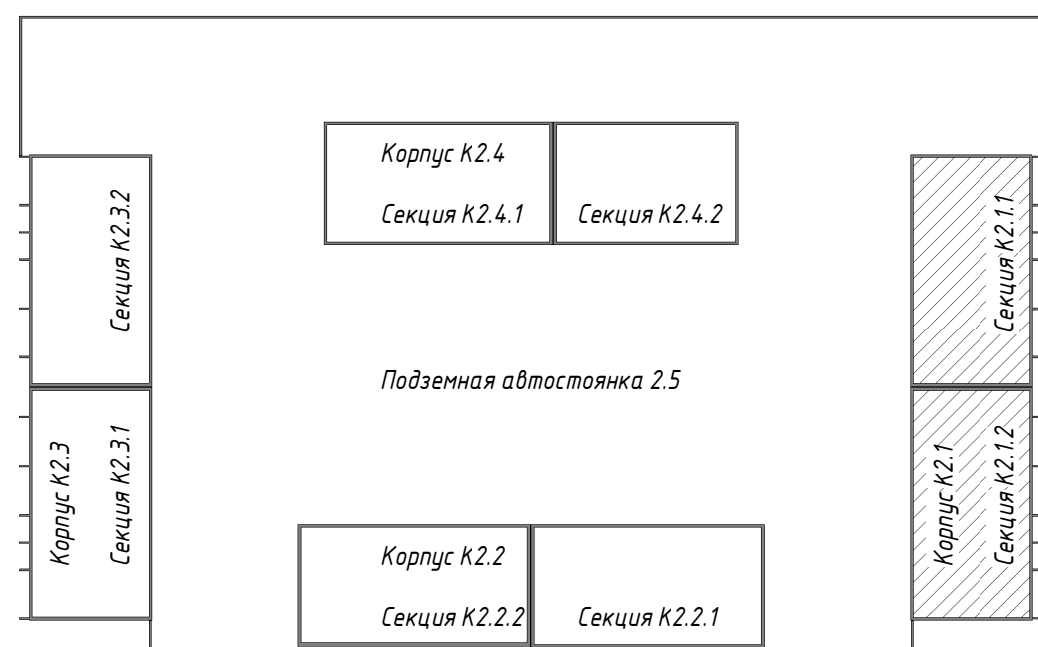 Корпус К2.4
Секция К2.4.1
Секция К2.4.2
Секция К2.3.2
Секция К2.1.1
Подземная автостоянка 2.5
Корпус К2.3
Секция К2.3.1
Корпус К2.1
Секция К2.1.2
Корпус К2.2
Секция К2.2.2
Секция К2.2.1